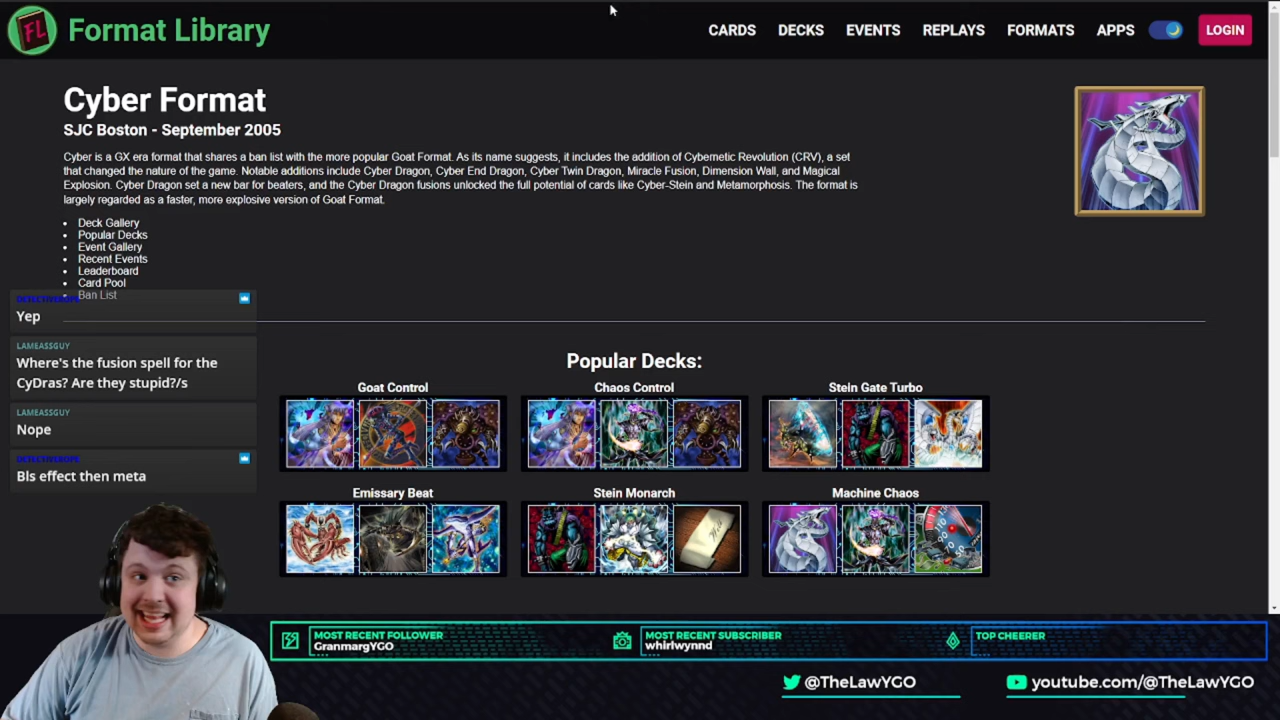 FL Format Library
CARDS DECKS EVENTS REPLAYS FORMATS APPS LOGIN
Cyber Format
SJC Boston - September 2005
Cyber is a GX era format that shares a ban list with the more popular Goat Format. As its name suggests, it includes the addition of Cybernetic Revolution (CRV), a set
that changed the nature of the game. Notable additions include Cyber Dragon, Cyber End Dragon, Cyber Twin Dragon, Miracle Fusion, Dimension Wall, and Magical
Explosion. Cyber Dragon set a new bar for beaters, and the Cyber Dragon fusions unlocked the full potential of cards like Cyber-Stein and Metamorphosis. The format is
largely regarded as a faster, more explosive version of Goat Format.
Deck Gallery
Popular Decks
Event Gallery
Recent Events
Leaderboard
Card Pool
Ban List
Yep
LAMEASSGUY
Where's the fusion spell for the
CyDras? Are they stupid?/s
LAMEASSGUY
Nope
Bls effect then meta
Popular Decks:
Goat Control
Chaos Control
Stein Gate Turbo
Emissary Beat
Stein Monarch
Machine Chaos
MOST RECENT FOLLOWER
GranmargYGO
MOST RECENT SUBSCRIBER
whirlwynnd
TOP CHEERER
@TheLawYGO
youtube.com/@TheLawYGO